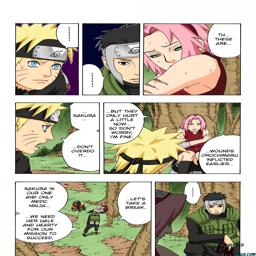 ..........
..........
TH...
THESE
ARE...
SAKURA
...
...DON'T
OVERDO
IT...
...BUT THEY
ONLY HURT
A LITTLE
NOW...
SO DON'T
WORRY.
I'M FINE.
WOUNDS
OROCHIMARU
INFLICTED
EARLIER...
SAKURA IS
OUR ONE
AND ONLY
MEDIC
NINJA...
...WE NEED
HER HALE
AND HEARTY
FOR OUR
MISSION TO
SUCCEED.
...LET'S
TAKE A
BREAK.